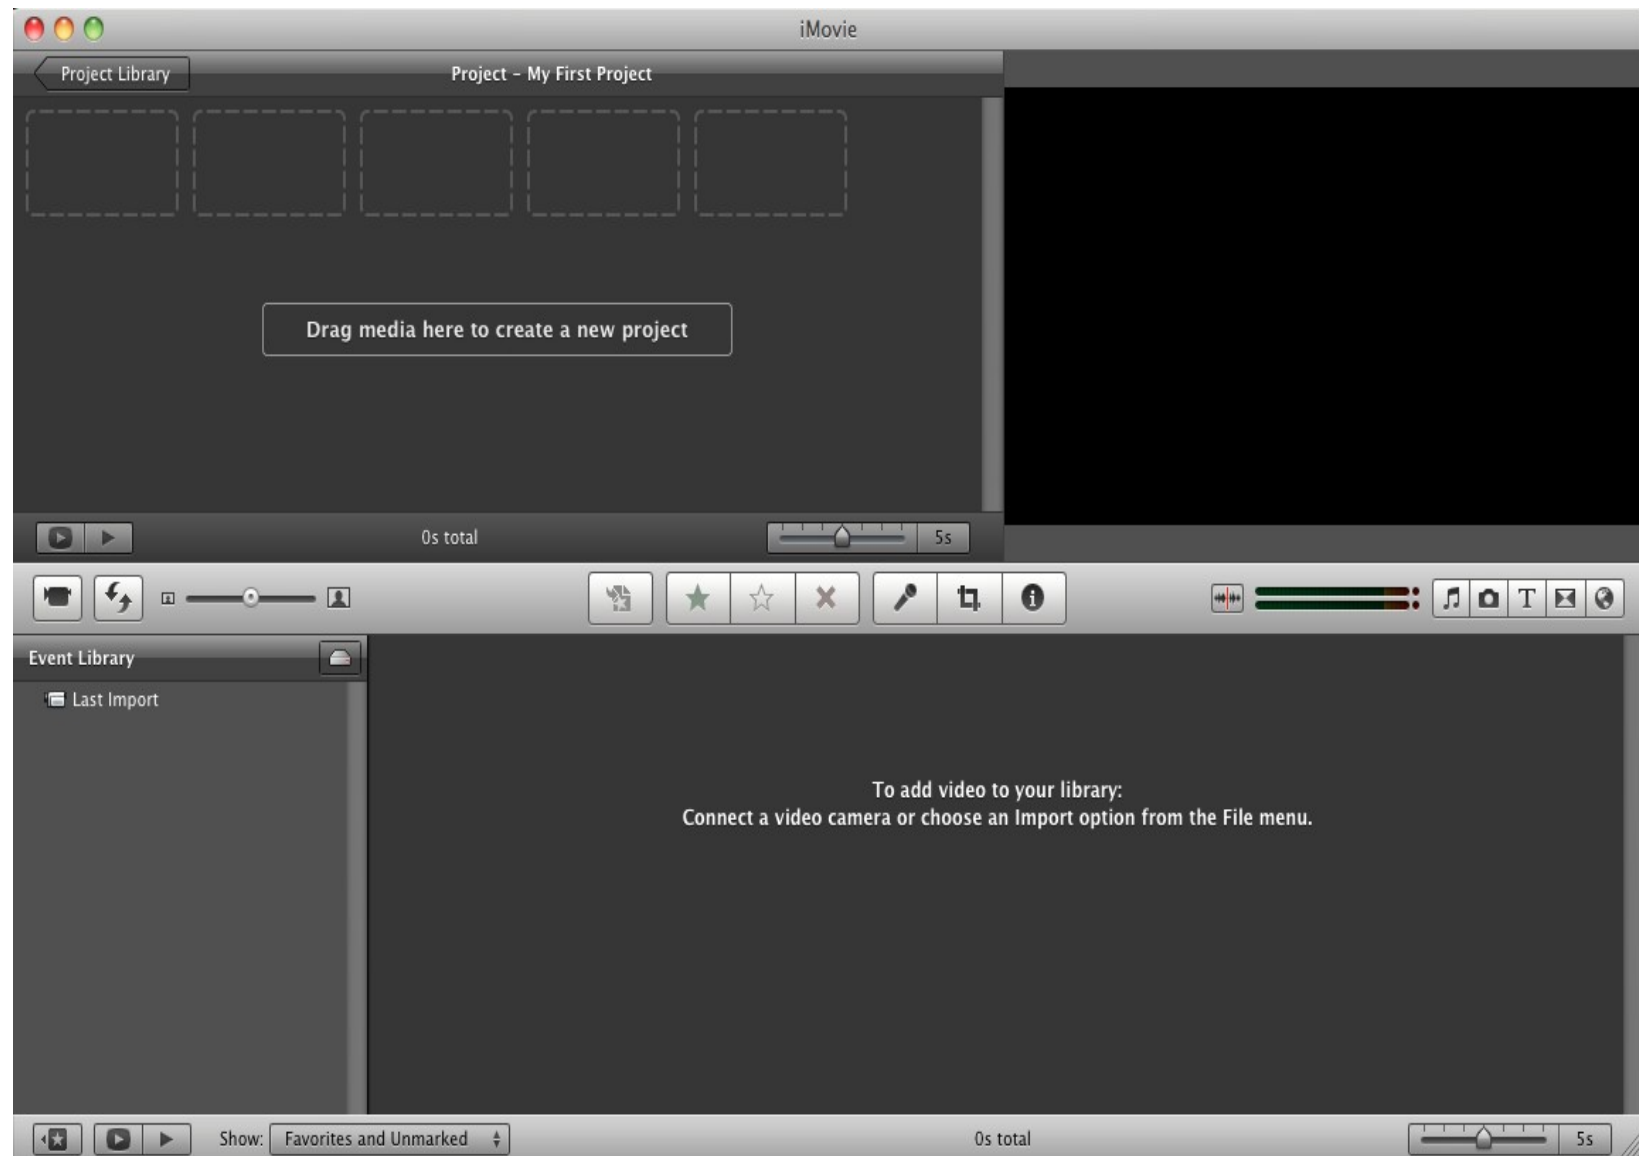 iMovie
Project Library
Project - My First Project
Drag media here to create a new project
0s total
5s
T
Event Library
Last Import
To add video to your library:
Connect a video camera or choose an Import option from the File menu.
Show: Favorites and Unmarked
0s total
5s